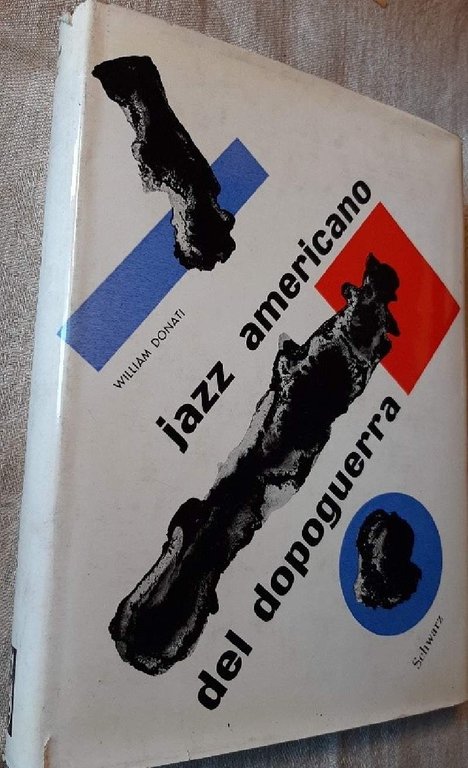 WILLIAM DONATI
jazz americano
del dopoguerra
Schwarz